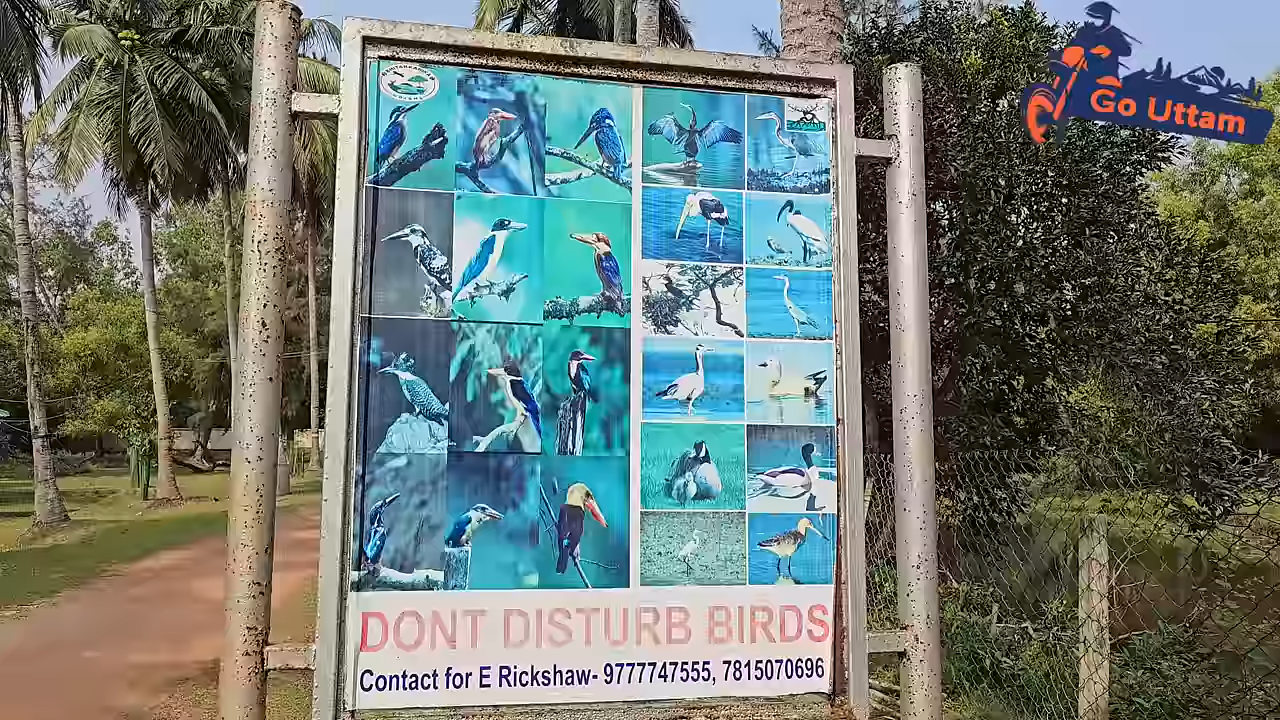 Go Uttam
DONT DISTURB BIRDS
Contact for E Rickshaw- 9777747555, 7815070696